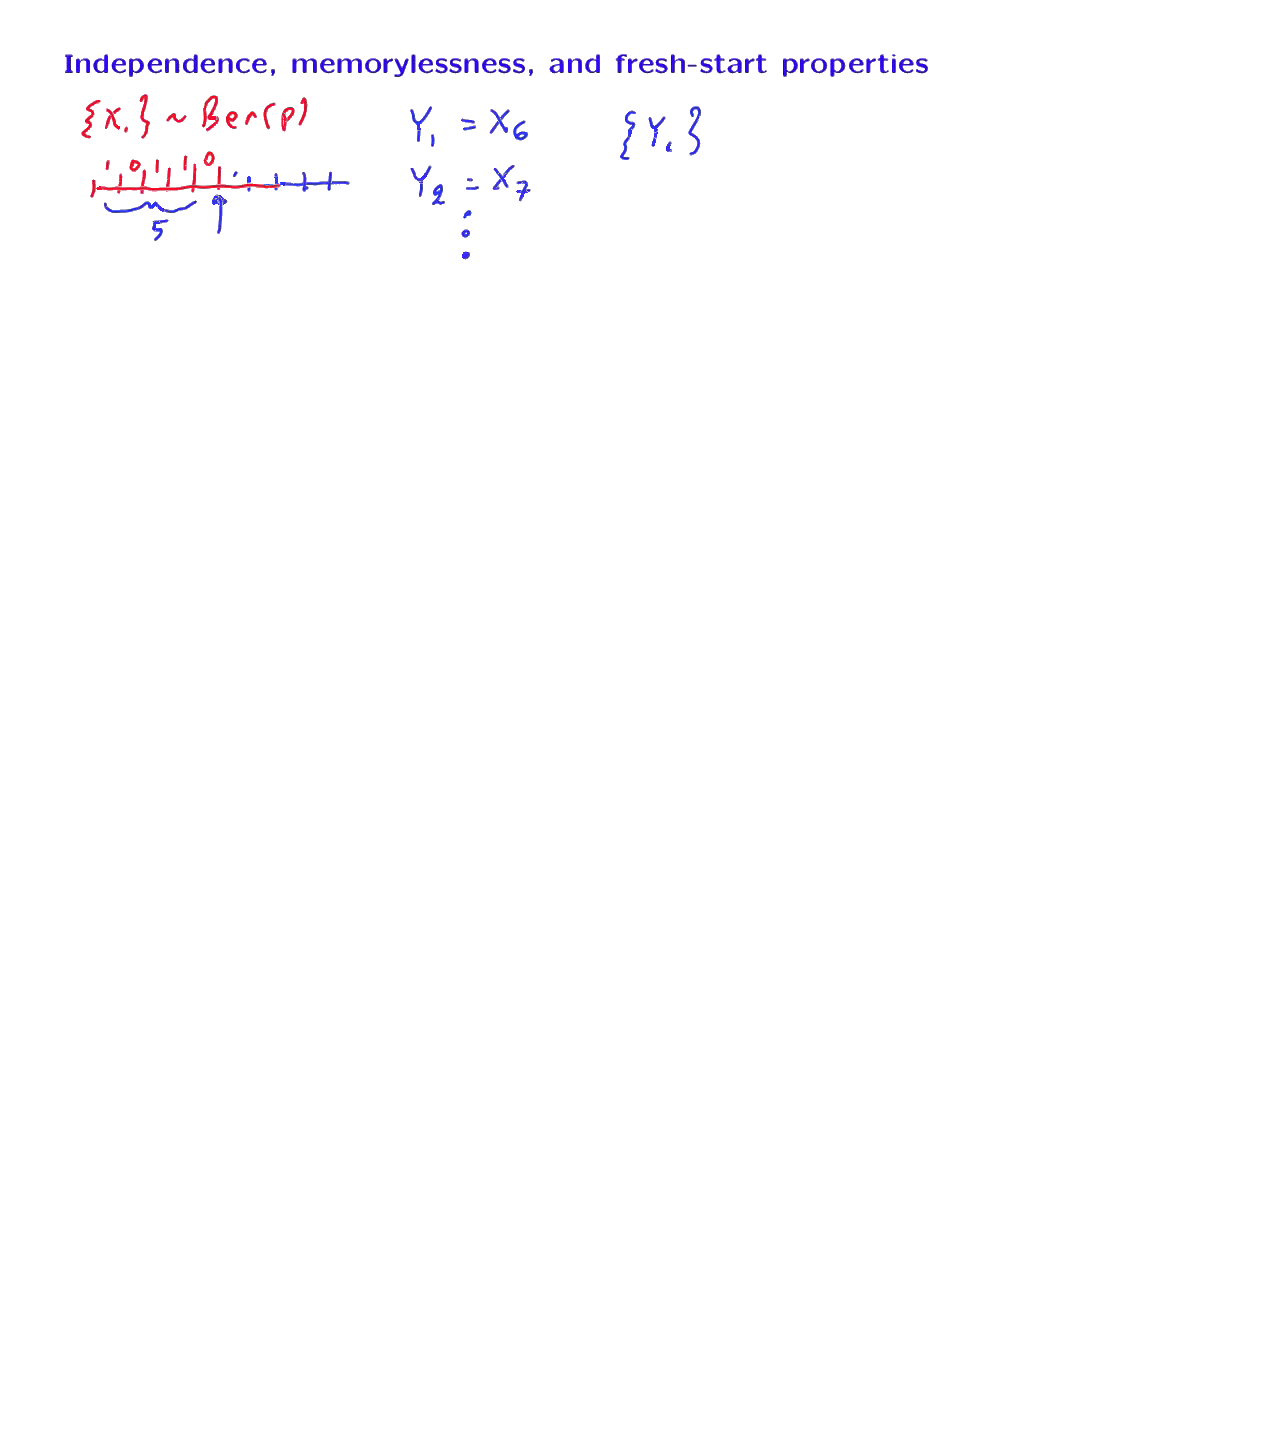 Independence, memorylessness, and fresh-start properties
{X_i} ~ Ber(p)
Y_1 = X_6
{Y_i}
1 0 1 1 0
Y_2 = X_7
5
⋮